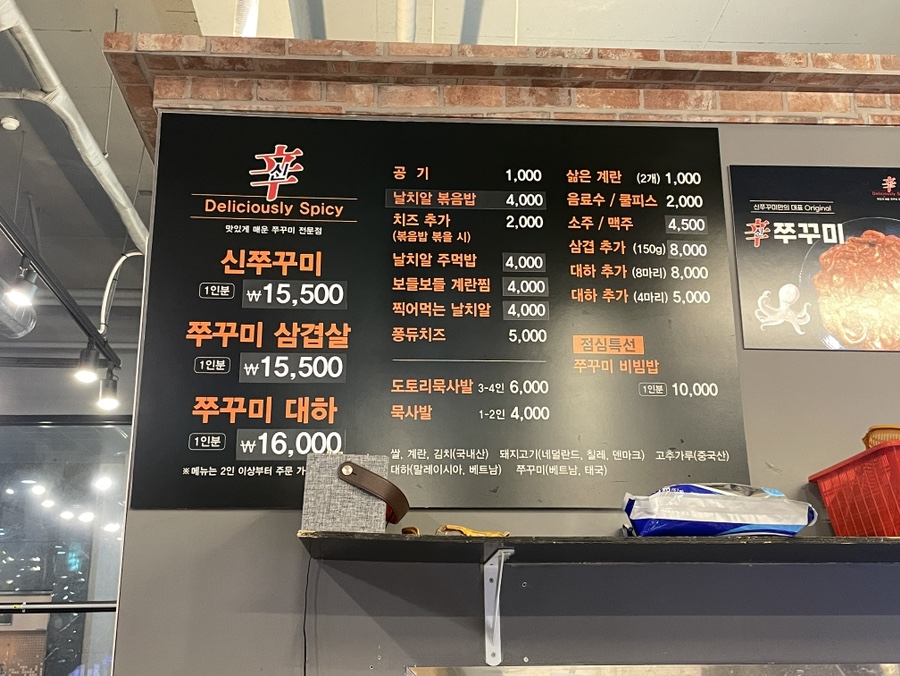 辛
신
Deliciously Spicy
맛있게 매운 쭈꾸미 전문점
신쭈꾸미
1인분 ₩15,500
쭈꾸미 삼겹살
1인분 ₩15,500
쭈꾸미 대하
1인분 ₩16,000
※메뉴는 2인 이상부터 주문
공 기 1,000
날치알 볶음밥 4,000
치즈 추가 2,000
(볶음밥 볶을 시)
날치알 주먹밥 4,000
보들보들 계란찜 4,000
찍어먹는 날치알 4,000
퐁듀치즈 5,000
도토리묵사발 3-4인 6,000
묵사발 1-2인 4,000
삶은 계란 (2개) 1,000
음료수 / 쿨피스 2,000
소주 / 맥주 4,500
삼겹 추가 (150g) 8,000
대하 추가 (8마리) 8,000
대하 추가 (4마리) 5,000
점심특선
쭈꾸미 비빔밥
1인분 10,000
쌀, 계란, 김치(국내산) 돼지고기(네덜란드, 칠레, 덴마크) 고추가루(중국산)
대하(말레이시아, 베트남) 쭈꾸미(베트남, 태국)
Deliciously
신쭈꾸미만의 대표 Original
辛
신
쭈꾸미